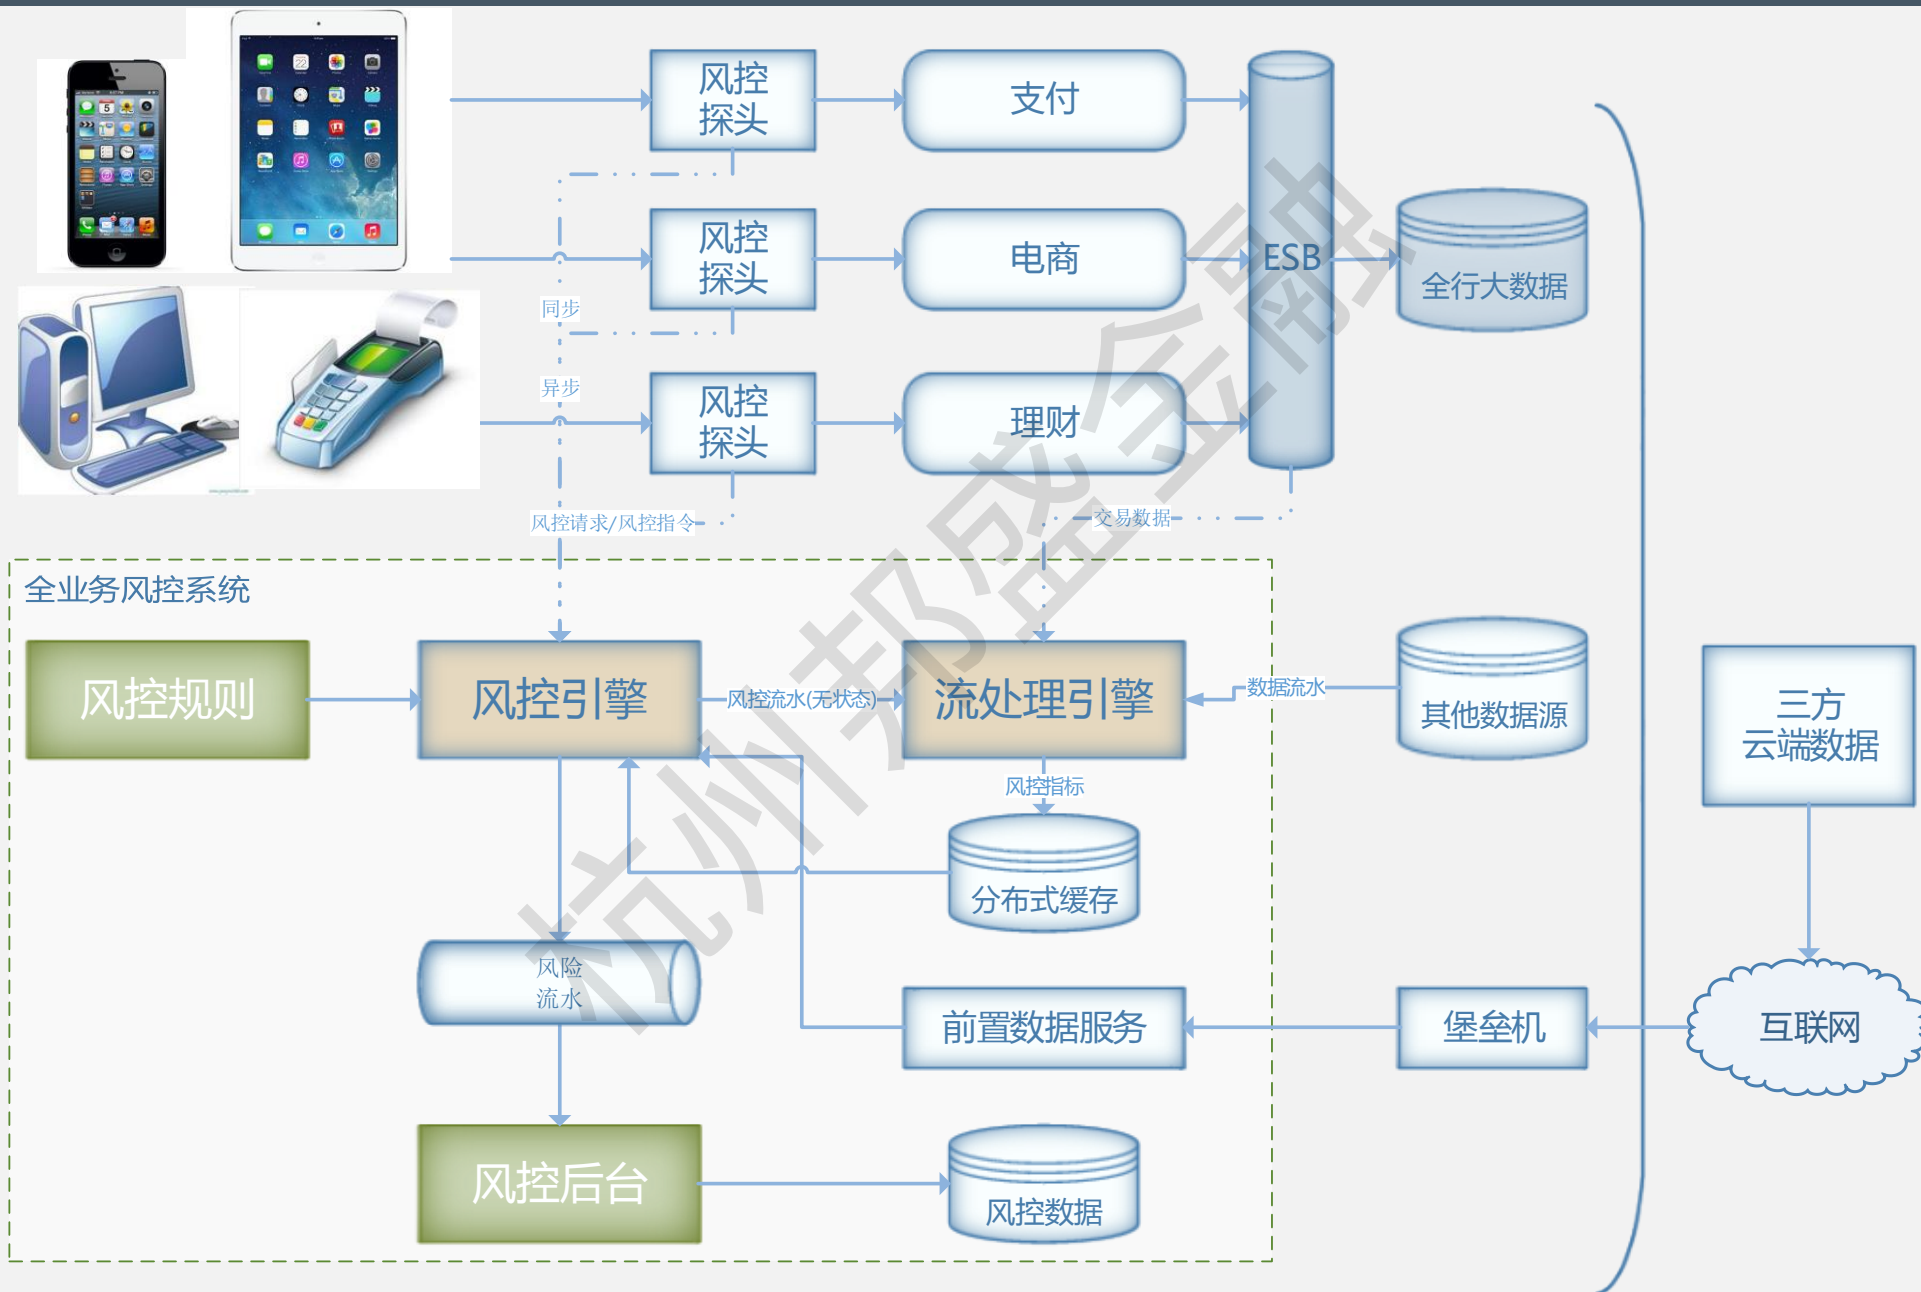 风控
探头
支付
风控
探头
电商
ESB
全行大数据
同步
异步
风控
探头
理财
风控请求/风控指令
交易数据
全业务风控系统
风控规则
风控引擎
风控流水(无状态)
流处理引擎
数据流水
其他数据源
三方
云端数据
风控指标
分布式缓存
风险
流水
前置数据服务
堡垒机
互联网
风控后台
风控数据
杭州邦盛金融